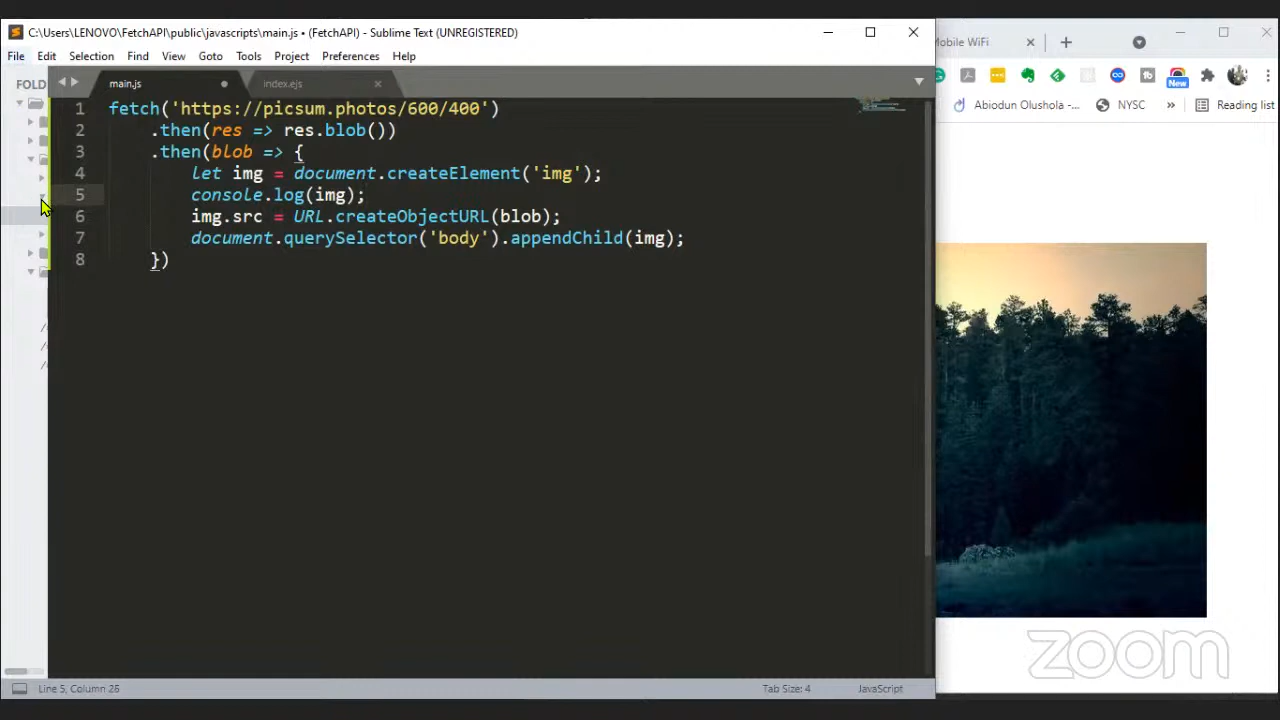 C:\Users\LENOVO\FetchAPI\public\javascripts\main.js • (FetchAPI) - Sublime Text (UNREGISTERED)
File Edit Selection Find View Goto Tools Project Preferences Help
Mobile WiFi
New
Abiodun Olushola -... NYSC » Reading list
FOLD
main.js index.ejs
1 fetch('https://picsum.photos/600/400')
2 .then(res => res.blob())
3 .then(blob => {
4 let img = document.createElement('img');
5 console.log(img);
6 img.src = URL.createObjectURL(blob);
7 document.querySelector('body').appendChild(img);
8 })
zoom
Line 5, Column 26 Tab Size: 4 JavaScript